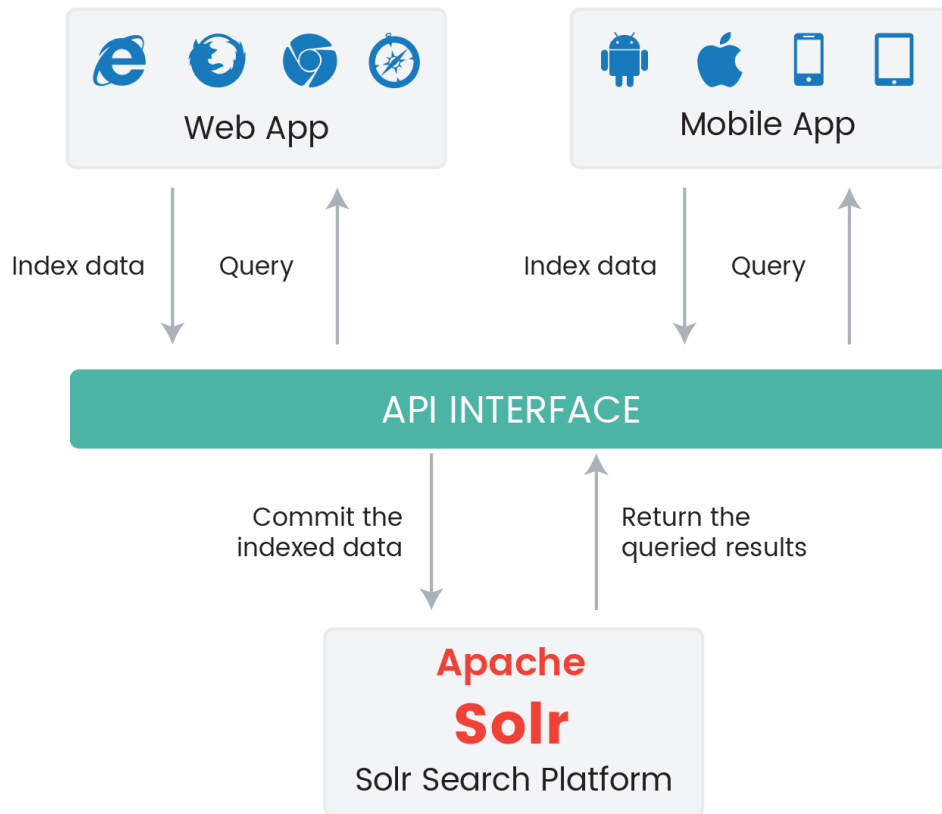 Web App
Mobile App
Index data
Query
Index data
Query
API INTERFACE
Commit the
indexed data
Return the
queried results
Apache
Solr
Solr Search Platform